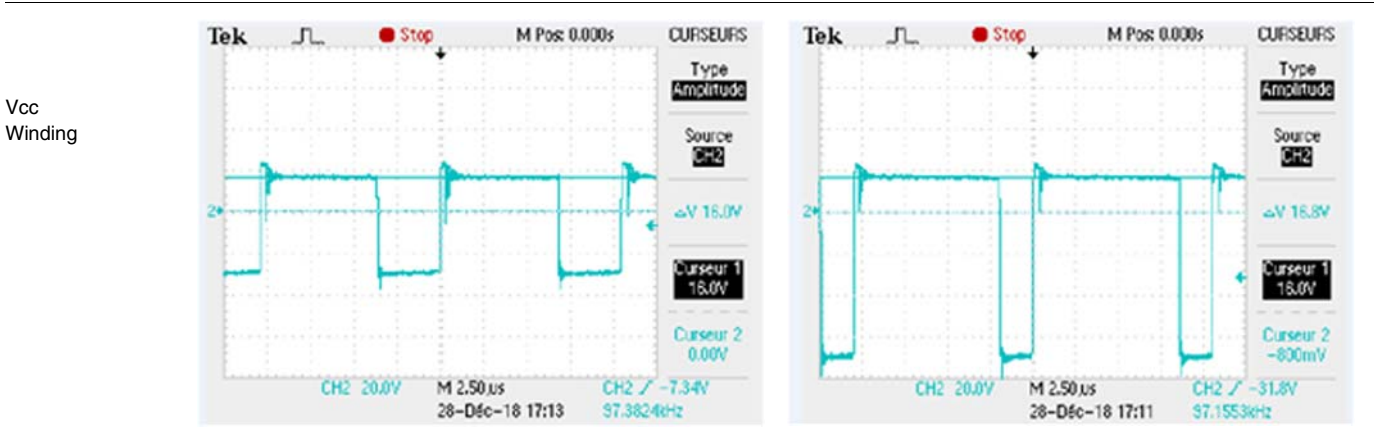 Vcc
Winding
Tek Stop M Pos: 0.000s CURSEURS
Type
Amplitude
Source
CH2
2
△V 16.0V
Curseur 1
16.0V
Curseur 2
0.00V
CH2 20.0V M 2.50µs CH2 ∕ -7.34V
28-Déc-18 17:13 97.3824kHz
Tek Stop M Pos: 0.000s CURSEURS
Type
Amplitude
Source
CH2
2
△V 16.8V
Curseur 1
16.0V
Curseur 2
-800mV
CH2 20.0V M 2.50µs CH2 ∕ -31.8V
28-Déc-18 17:11 97.1553kHz